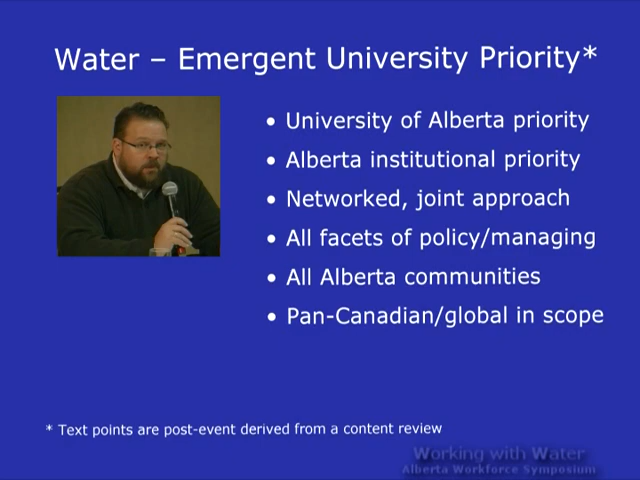 Water – Emergent University Priority*
• University of Alberta priority
• Alberta institutional priority
• Networked, joint approach
• All facets of policy/managing
• All Alberta communities
• Pan-Canadian/global in scope
* Text points are post-event derived from a content review
Working with Water
Alberta Workforce Symposium